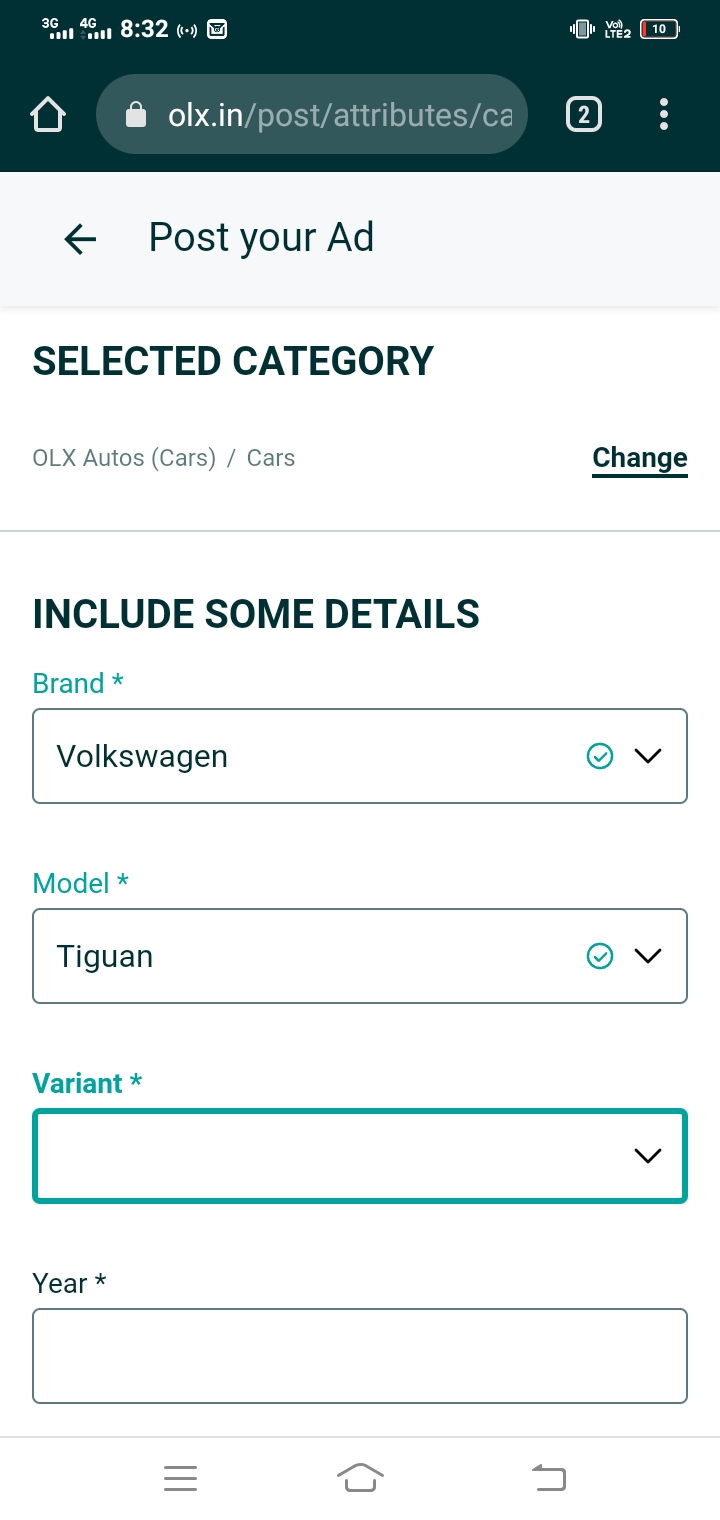 3G 4G 8:32 Vo)) LTE2 10
olx.in/post/attributes/ca
2
Post your Ad
SELECTED CATEGORY
OLX Autos (Cars) / Cars
Change
INCLUDE SOME DETAILS
Brand *
Volkswagen
Model *
Tiguan
Variant *
Year *